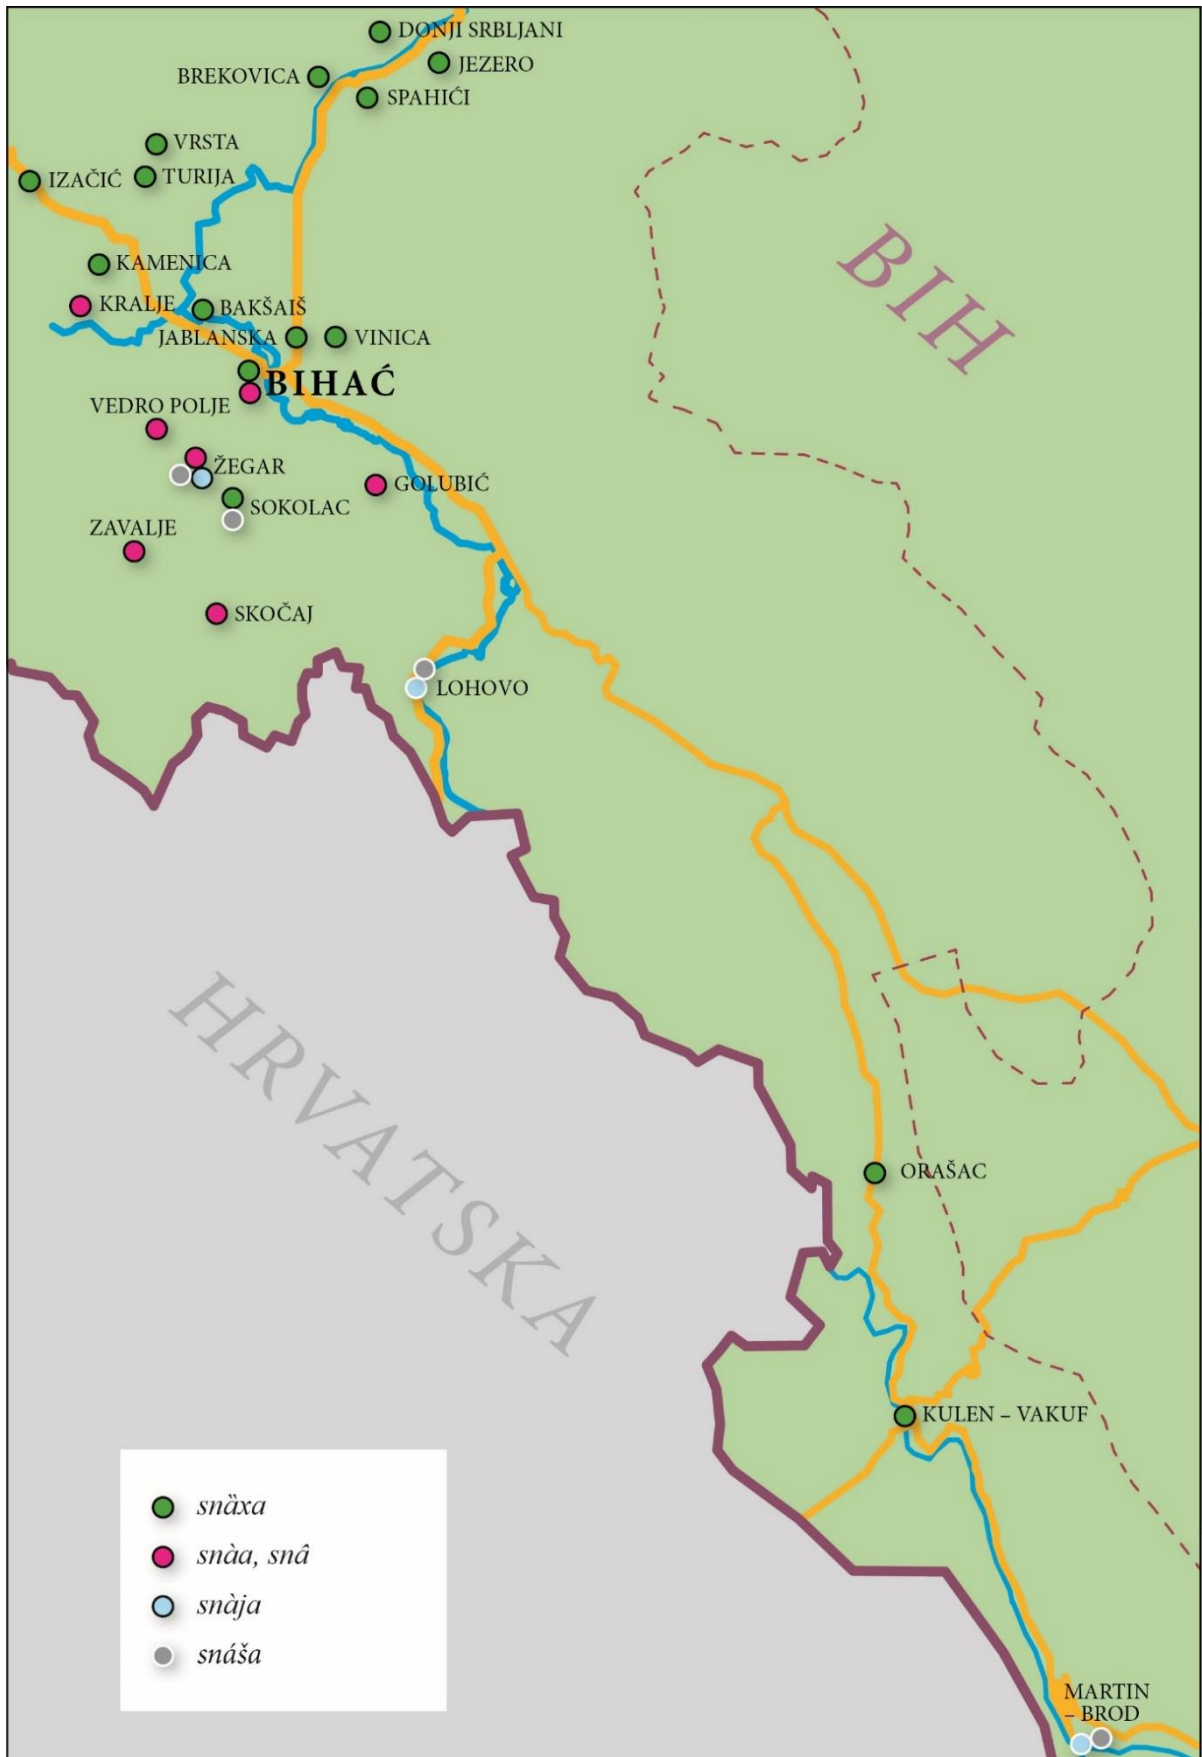 DONJI SRBLJANI
JEZERO
BREKOVICA
SPAHIĆI
VRSTA
IZAČIĆ
TURIJA
KAMENICA
KRALJE
BAKŠAIŠ
JABLANSKA
VINICA
BIHAĆ
VEDRO POLJE
ŽEGAR
GOLUBIĆ
SOKOLAC
ZAVALJE
SKOČAJ
LOHOVO
BIH
HRVATSKA
ORAŠAC
KULEN – VAKUF
MARTIN
– BROD
snȁxa
snàa, snâ
snàja
snáša